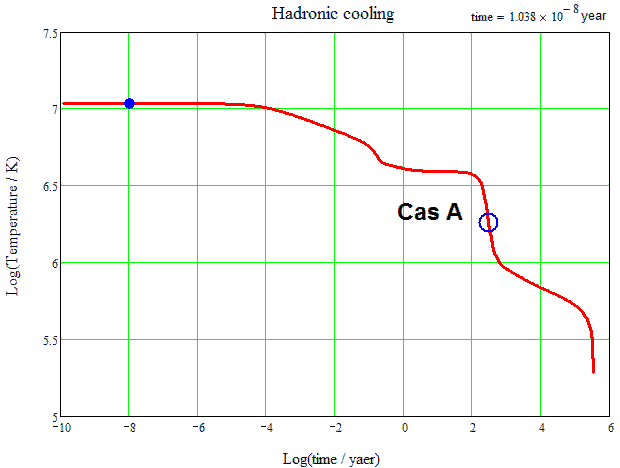 Hadronic cooling
time = 1.038 × 10^-8 year
7.5
7
6.5
6
5.5
5
Log(Temperature / K)
Cas A
-10 -8 -6 -4 -2 0 2 4 6
Log(time / yaer)